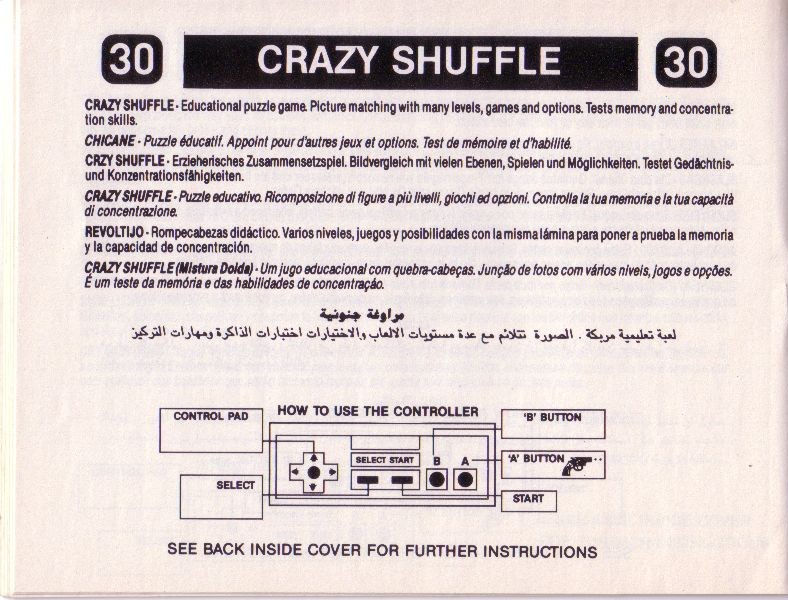 30 CRAZY SHUFFLE 30
CRAZY SHUFFLE - Educational puzzle game. Picture matching with many levels, games and options. Tests memory and concentra-
tion skills.
CHICANE - Puzzle éducatif. Appoint pour d'autres jeux et options. Test de mémoire et d'habilité.
CRZY SHUFFLE - Erzieherisches Zusammensetzspiel. Bildvergleich mit vielen Ebenen, Spielen und Möglichkeiten. Testet Gedächtnis-
und Konzentrationsfähigkeiten.
CRAZY SHUFFLE - Puzzle educativo. Ricomposizione di figure a più livelli, giochi ed opzioni. Controlla la tua memoria e la tua capacità
di concentrazione.
REVOLTIJO - Rompecabezas didáctico. Varios niveles, juegos y posibilidades con la misma lámina para poner a prueba la memoria
y la capacidad de concentración.
CRAZY SHUFFLE (Mistura Doida) - Um jugo educacional com quebra-cabeças. Junção de fotos com vários niveis, jogos e opções.
É um teste da memória e das habilidades de concentração.
مراوغة جنونية
لعبة تعليمية مربكة . الصورة تتلائم مع عدة مستويات الالعاب والاختيارات اختبارات الذاكرة ومهارات التركيز
HOW TO USE THE CONTROLLER
CONTROL PAD
'B' BUTTON
SELECT START B A
'A' BUTTON
SELECT
START
SEE BACK INSIDE COVER FOR FURTHER INSTRUCTIONS